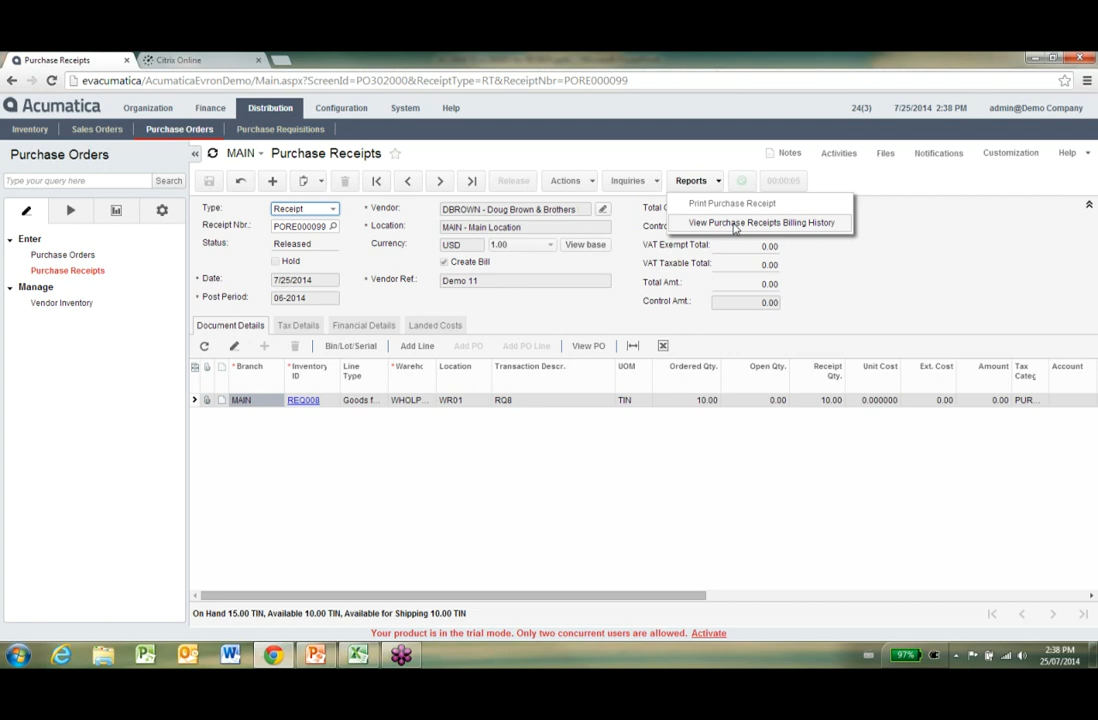 Purchase Receipts
Citrix Online
evacumatica/AcumaticaEvronDemo/Main.aspx?ScreenId=PO302000&ReceiptType=RT&ReceiptNbr=PORE000099
Acumatica Organization Finance Distribution Configuration System Help 24(3) 7/25/2014 2:38 PM admin@Demo Company
Inventory Sales Orders Purchase Orders Purchase Requisitions
Purchase Orders MAIN Purchase Receipts Notes Activities Files Notifications Customization Help
Type your query here Search Release Actions Inquiries Reports 00:00:05
Print Purchase Receipt
View Purchase Receipts Billing History
Type: Receipt * Vendor: DBROWN - Doug Brown & Brothers
Receipt Nbr.: PORE000099 * Location: MAIN - Main Location
Status: Released Currency: USD 1.00 View base VAT Exempt Total: 0.00
Hold Create Bill VAT Taxable Total: 0.00
* Date: 7/25/2014 * Vendor Ref.: Demo 11 Total Amt.: 0.00
* Post Period: 06-2014 Control Amt.: 0.00
Enter
Purchase Orders
Purchase Receipts
Manage
Vendor Inventory
Document Details Tax Details Financial Details Landed Costs
Bin/Lot/Serial Add Line Add PO Add PO Line View PO
* Branch * Inventory ID Line Type * Warehc Location Transaction Descr. UOM Ordered Qty. Open Qty. Receipt Qty. Unit Cost Ext. Cost Amount Tax Categ Account
MAIN REQ008 Goods f... WHOLP... WR01 RQ8 TIN 10.00 0.00 10.00 0.000000 0.00 0.00 PUR...
On Hand 15.00 TIN, Available 10.00 TIN, Available for Shipping 10.00 TIN
Your product is in the trial mode. Only two concurrent users are allowed. Activate
97%
2:38 PM
25/07/2014